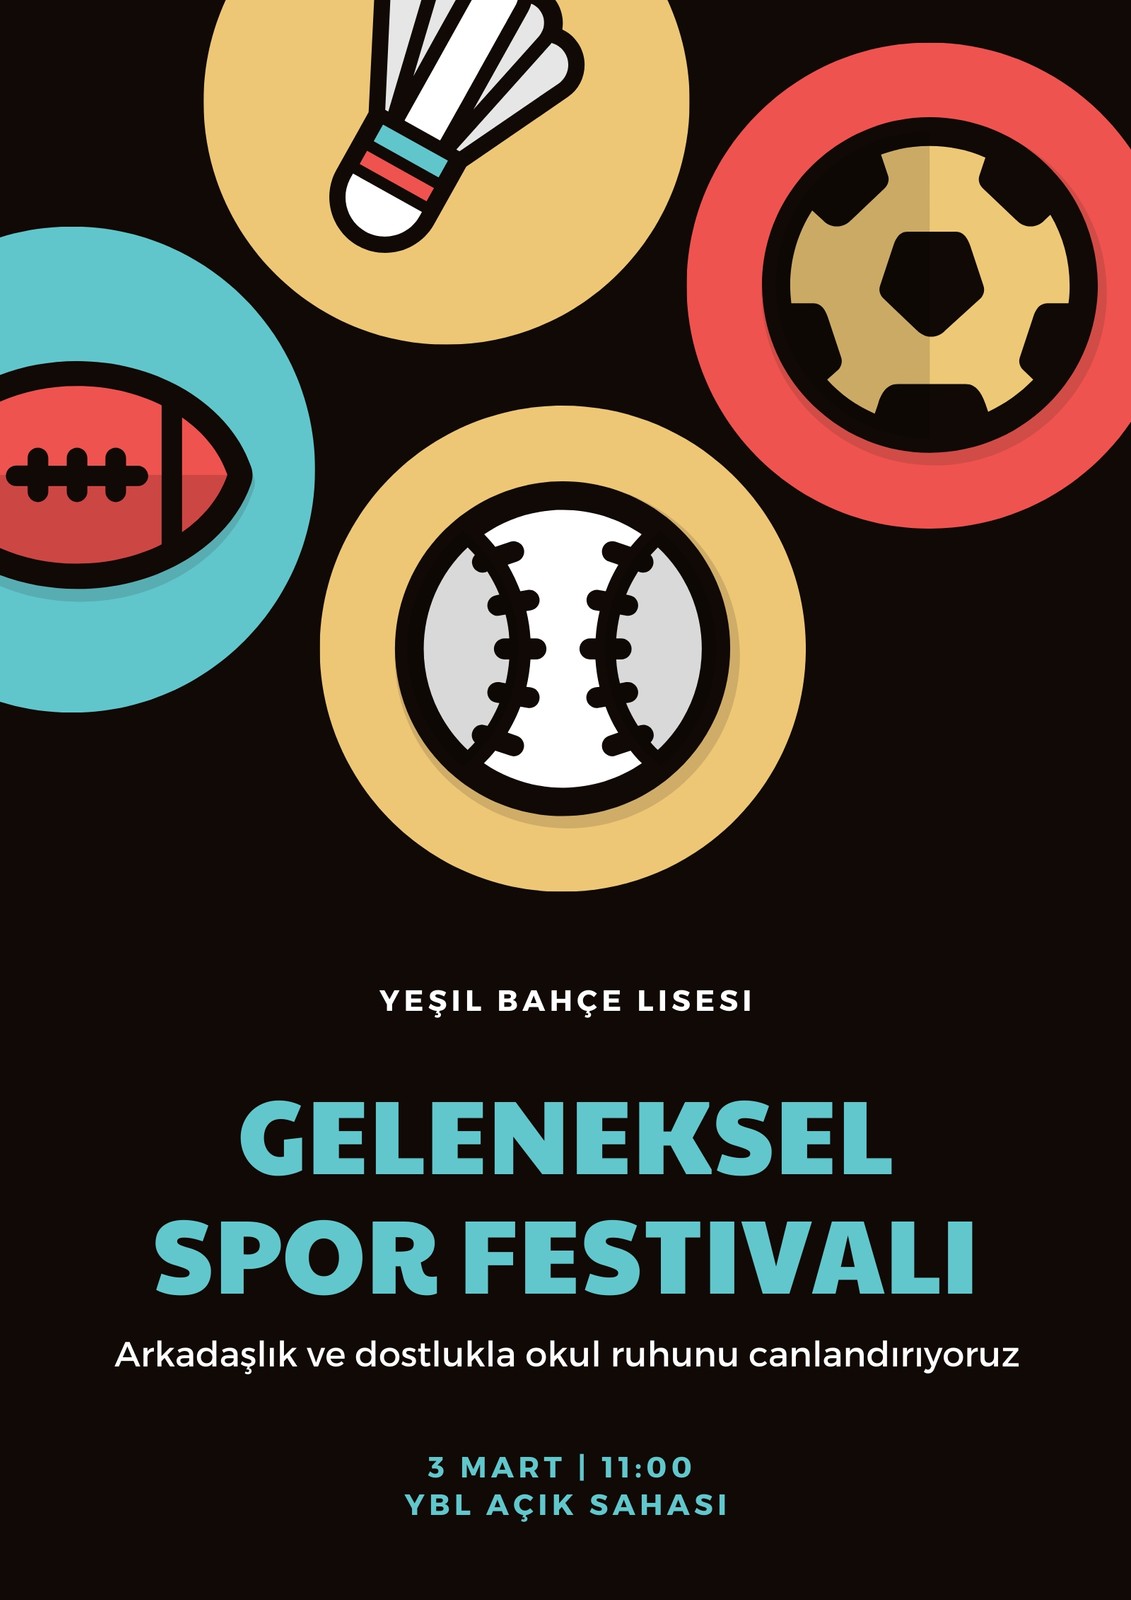 YEŞIL BAHÇE LISESI
GELENEKSEL
SPOR FESTIVALI
Arkadaşlık ve dostlukla okul ruhunu canlandırıyoruz
3 MART | 11:00
YBL AÇIK SAHASI